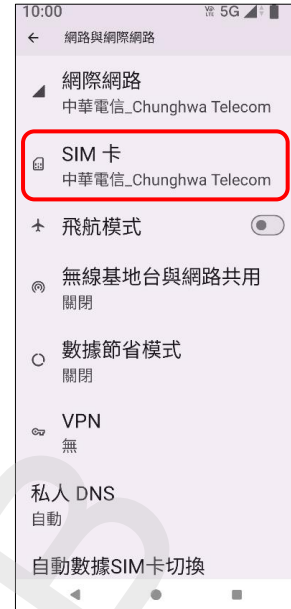 10:00
5G
網路與網際網路
網際網路
中華電信_Chunghwa Telecom
SIM 卡
中華電信_Chunghwa Telecom
飛航模式
無線基地台與網路共用
關閉
數據節省模式
關閉
VPN
無
私人 DNS
自動
自動數據SIM卡切換